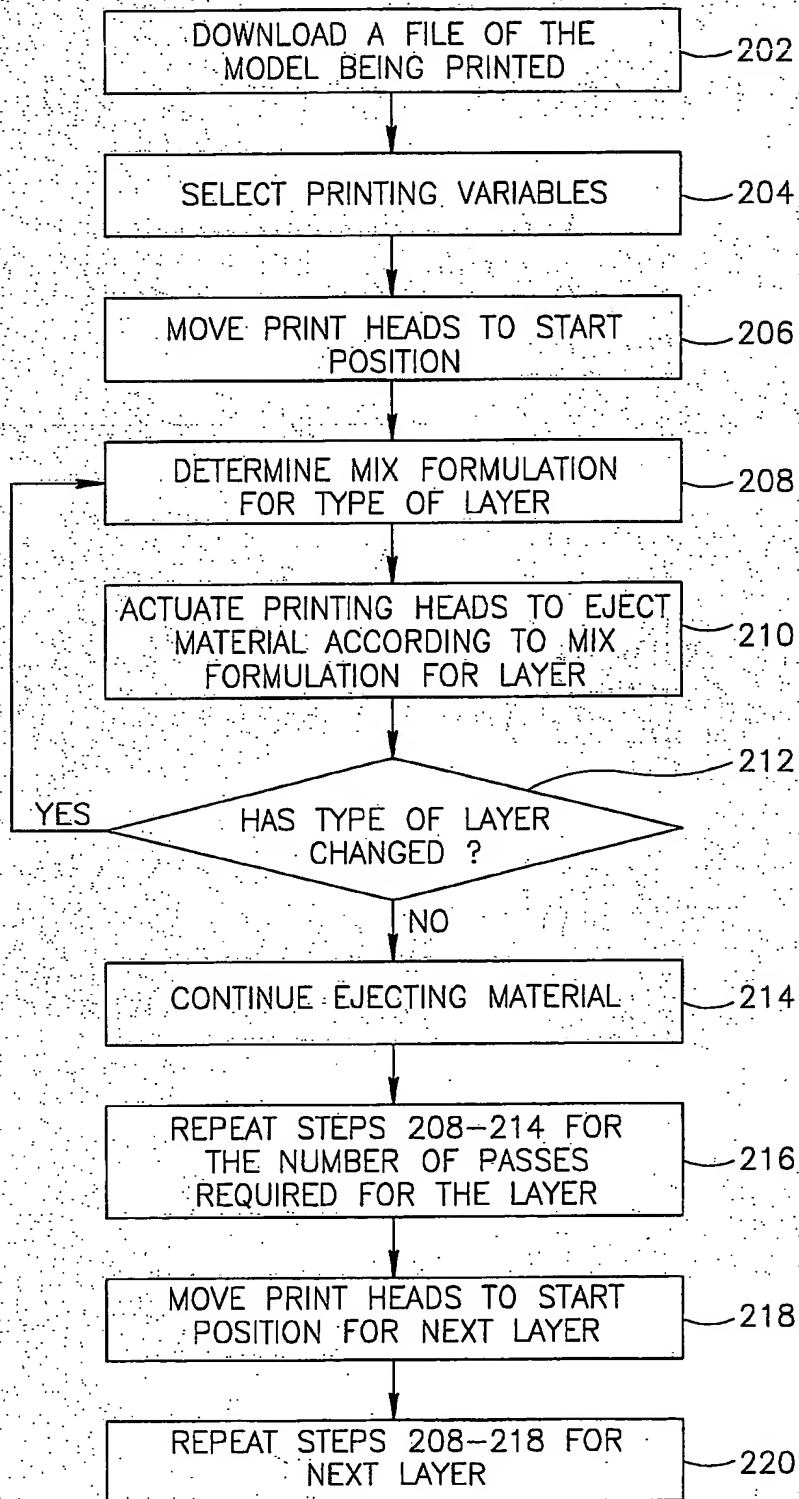 DOWNLOAD A FILE OF THE
MODEL BEING PRINTED
202
SELECT PRINTING VARIABLES
204
MOVE PRINT HEADS TO START
POSITION
206
DETERMINE MIX FORMULATION
FOR TYPE OF LAYER
208
ACTUATE PRINTING HEADS TO EJECT
MATERIAL ACCORDING TO MIX
FORMULATION FOR LAYER
210
212
YES
HAS TYPE OF LAYER
CHANGED ?
NO
CONTINUE EJECTING MATERIAL
214
REPEAT STEPS 208-214 FOR
THE NUMBER OF PASSES
REQUIRED FOR THE LAYER
216
MOVE PRINT HEADS TO START
POSITION FOR NEXT LAYER
218
REPEAT STEPS 208-218 FOR
NEXT LAYER
220